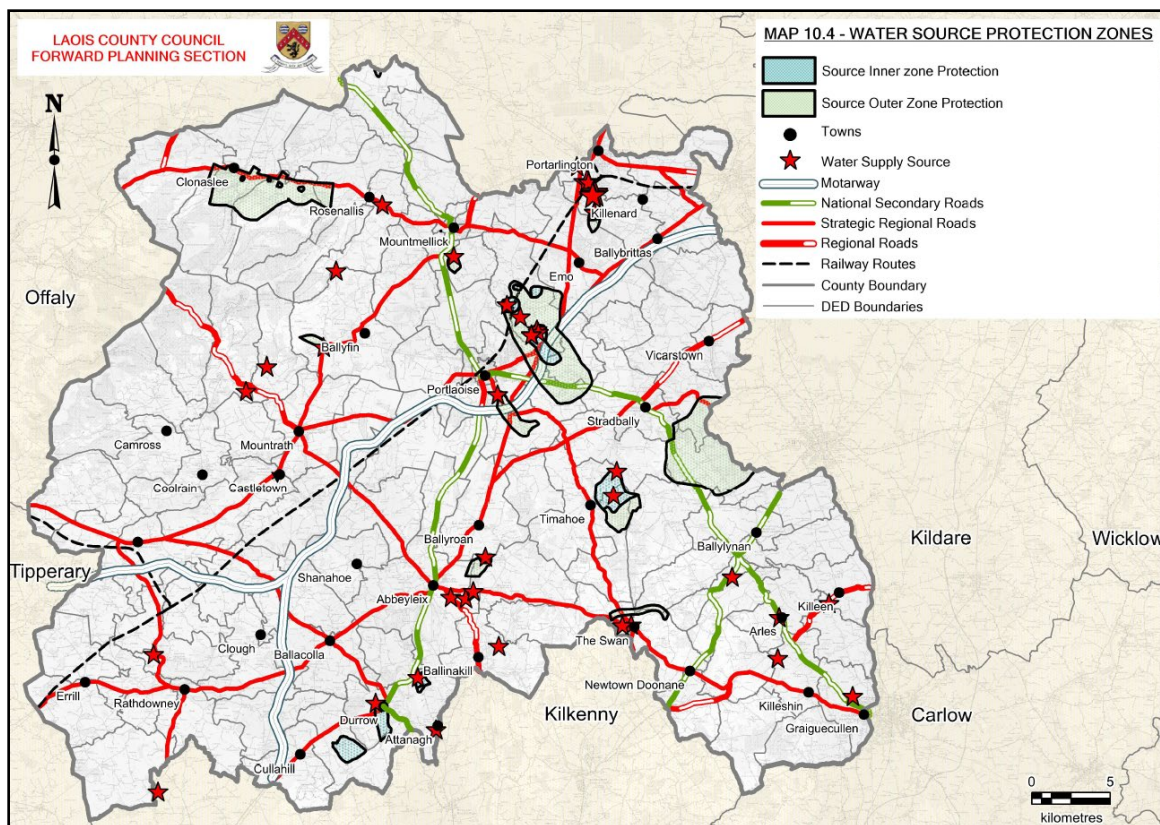 LAOIS COUNTY COUNCIL
FORWARD PLANNING SECTION
N
MAP 10.4 - WATER SOURCE PROTECTION ZONES
Source Inner zone Protection
Source Outer Zone Protection
Towns
Water Supply Source
Motarway
National Secondary Roads
Strategic Regional Roads
Regional Roads
Railway Routes
County Boundary
DED Boundaries
Portarlington
Clonaslee
Rosenallis
Killenard
Mountmellick
Ballybrittas
Emo
Offaly
Ballyfin
Vicarstown
Portlaoise
Stradbally
Camross
Mountrath
Coolrain
Castletown
Timahoe
Ballyroan
Ballylynan
Kildare
Wicklow
Tipperary
Shanahoe
Abbeyleix
Killeen
Arles
The Swan
Clough
Ballacolla
Ballinakill
Newtown Doonane
Errill
Rathdowney
Durrow
Kilkenny
Killeshin
Carlow
Graiguecullen
Attanagh
Cullahill
0 5
kilometres